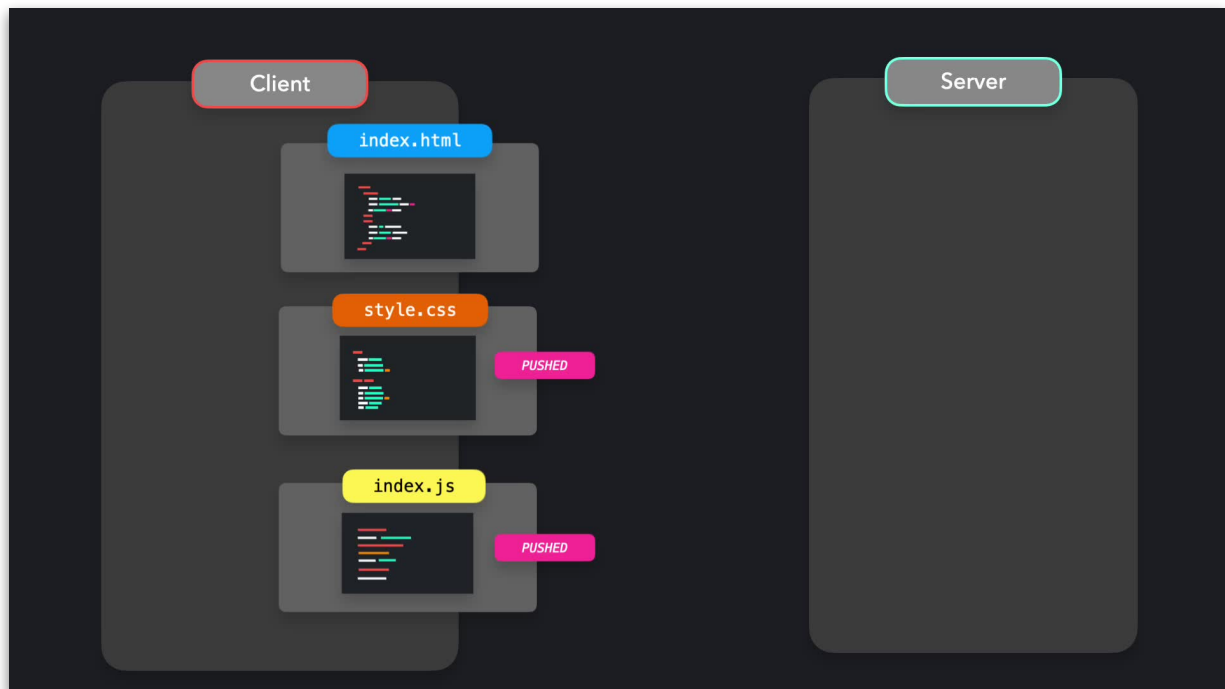 Client
Server
index.html
style.css
PUSHED
index.js
PUSHED